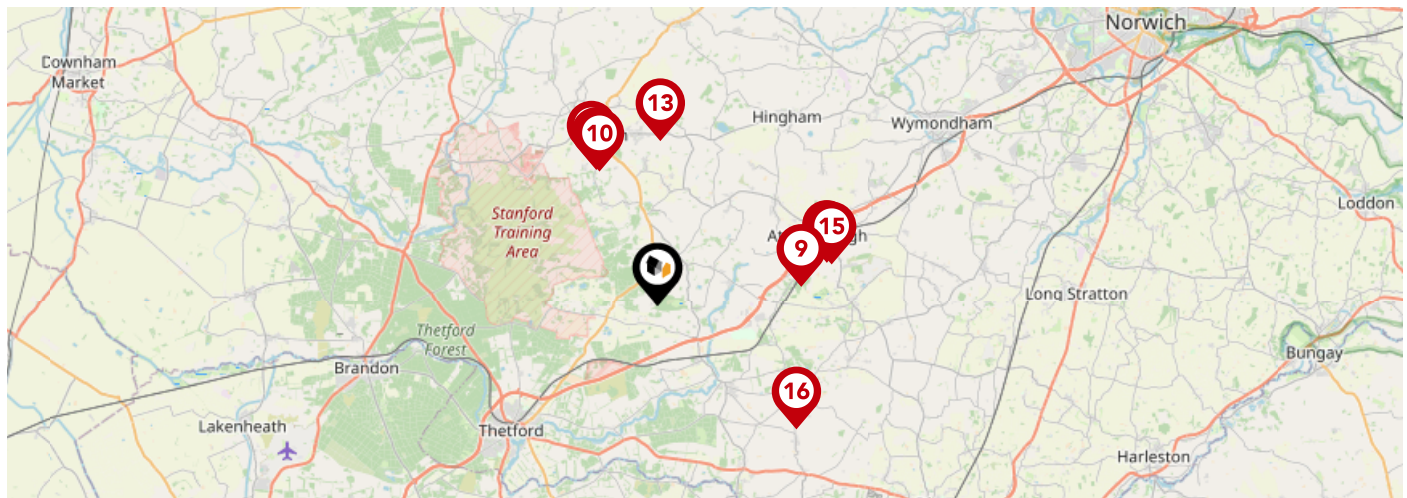 Norwich
Downham
Market
13
Hingham
Wymondham
10
Loddon
Stanford
Training
Area
15
9
Long Stratton
Thetford
Forest
Bungay
Brandon
16
Lakenheath
Thetford
Harleston